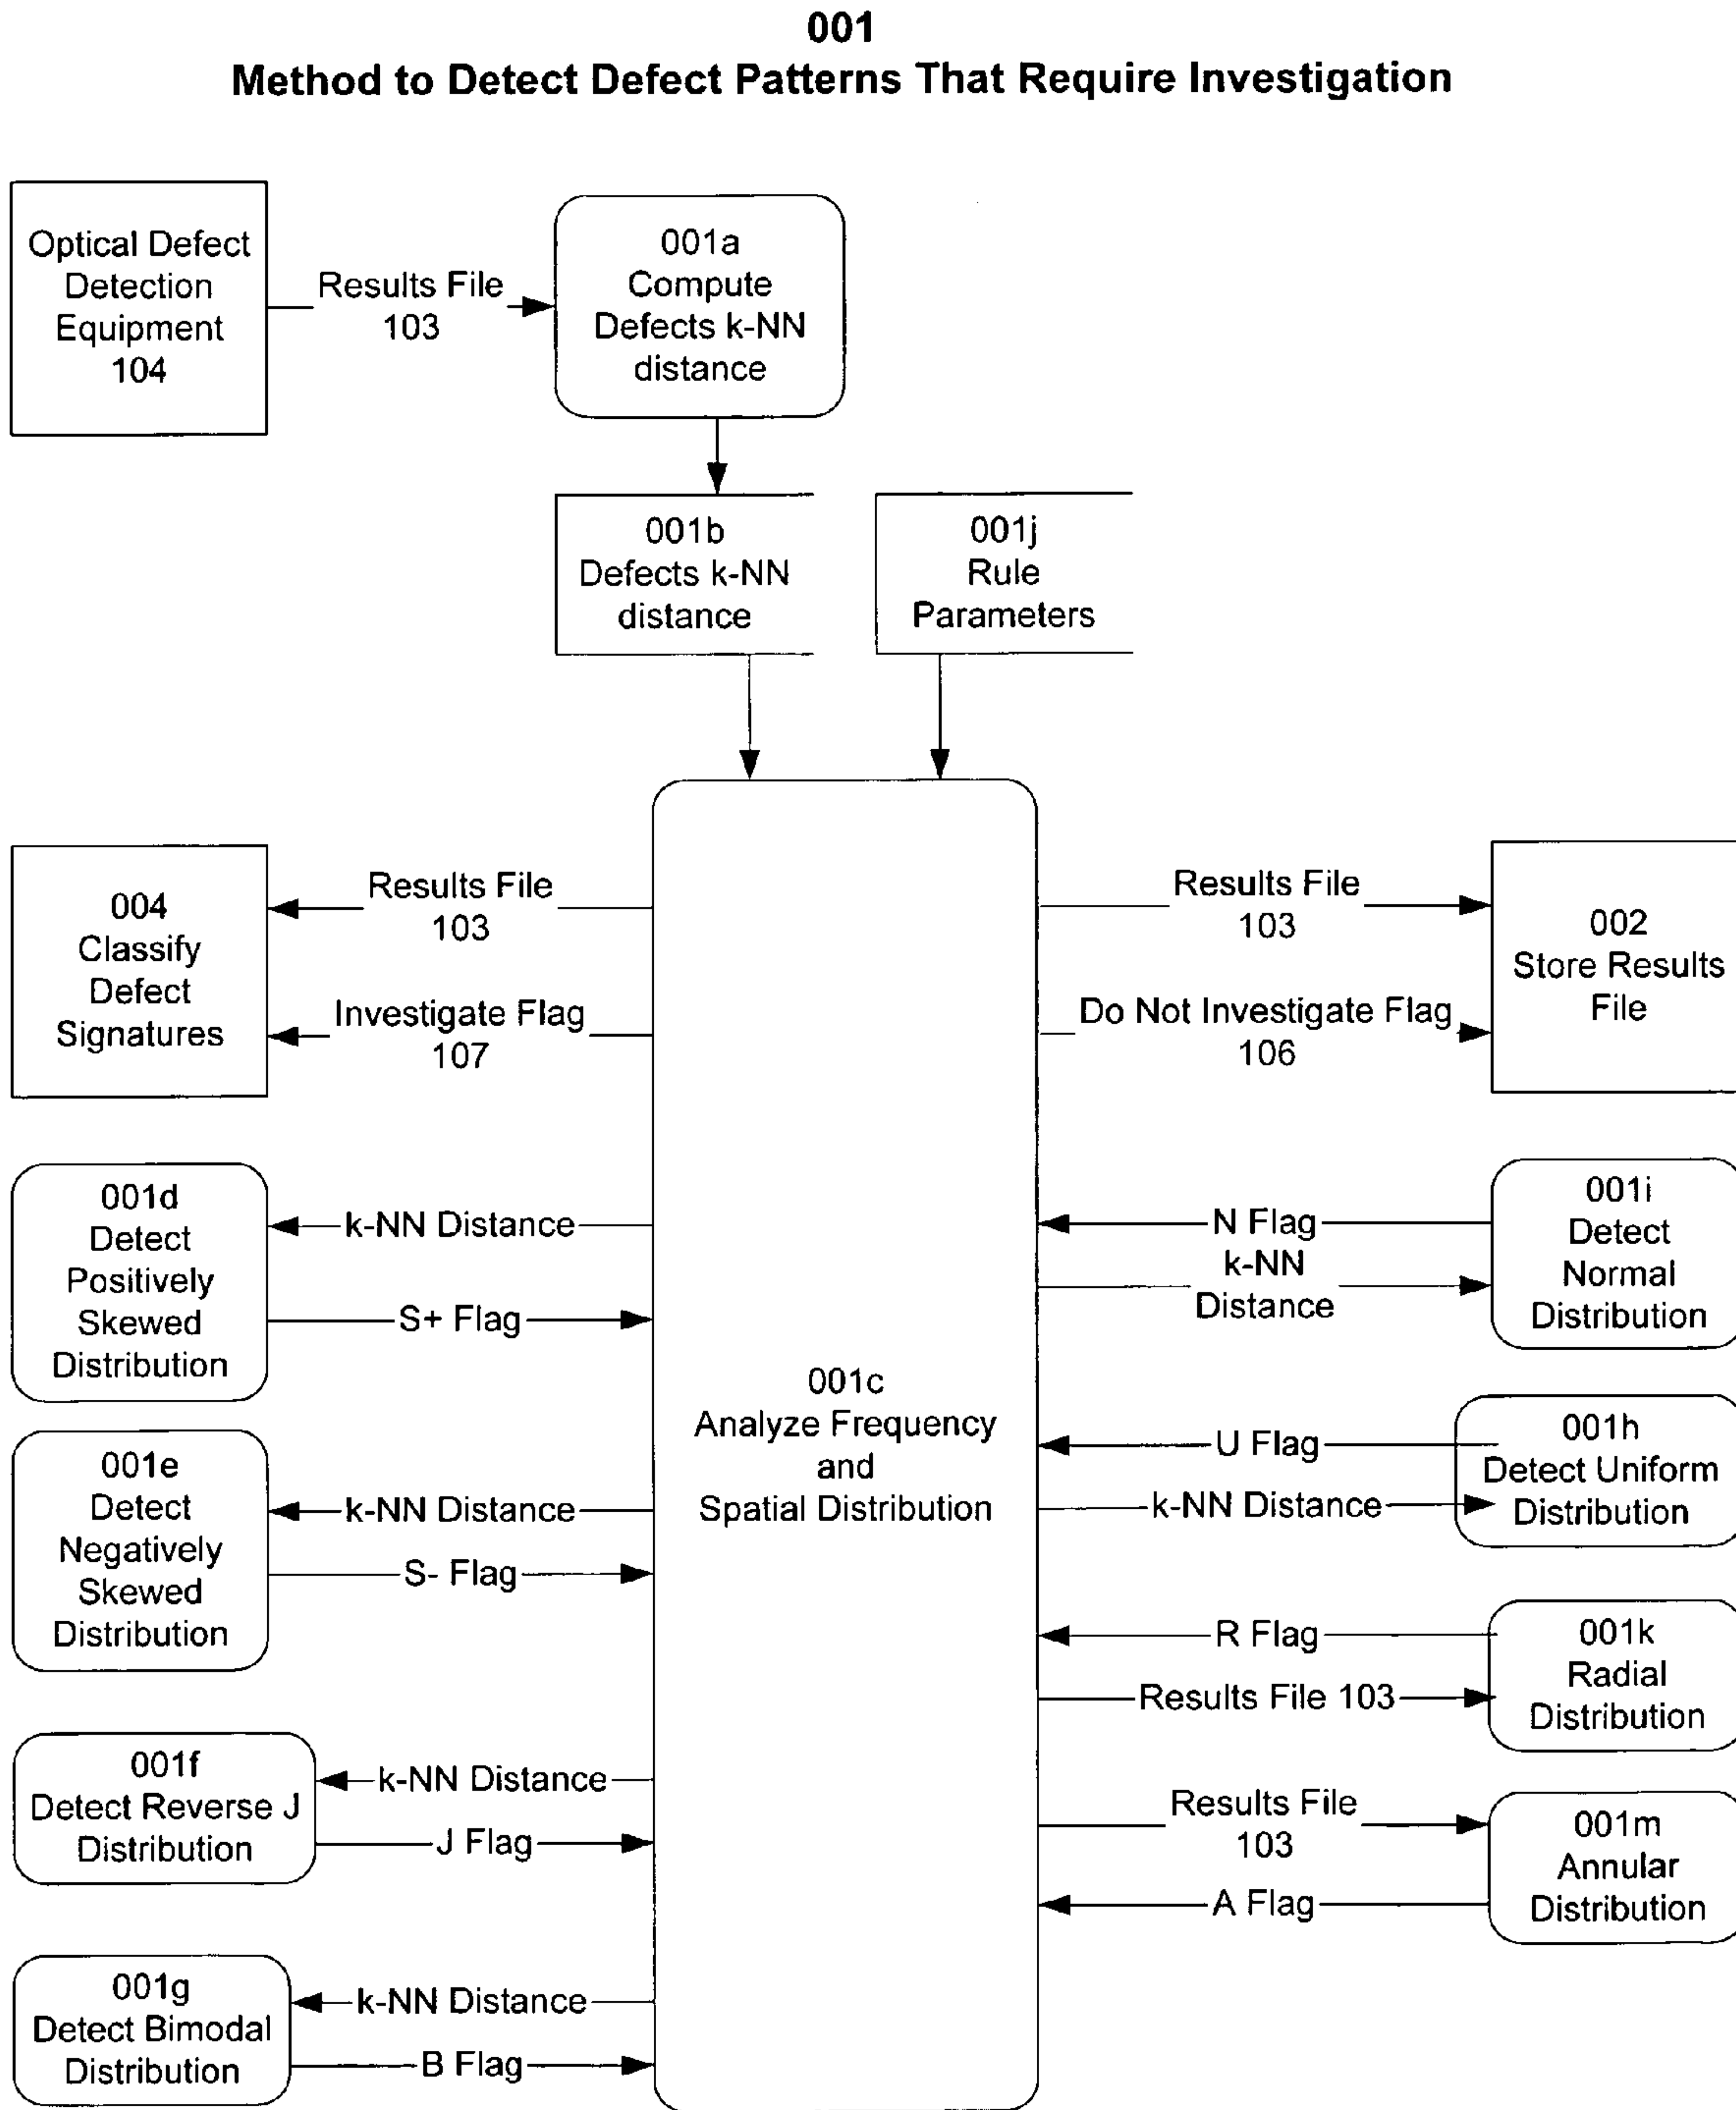 001
Method to Detect Defect Patterns That Require Investigation
Optical Defect
Detection
Equipment
104
Results File
103
001a
Compute
Defects k-NN
distance
001b
Defects k-NN
distance
001j
Rule
Parameters
004
Classify
Defect
Signatures
Results File
103
Investigate Flag
107
Results File
103
Do Not Investigate Flag
106
002
Store Results
File
001d
Detect
Positively
Skewed
Distribution
k-NN Distance
S+ Flag
001e
Detect
Negatively
Skewed
Distribution
k-NN Distance
S- Flag
001f
Detect Reverse J
Distribution
k-NN Distance
J Flag
001g
Detect Bimodal
Distribution
k-NN Distance
B Flag
001c
Analyze Frequency
and
Spatial Distribution
N Flag
k-NN
Distance
001i
Detect
Normal
Distribution
U Flag
k-NN Distance
001h
Detect Uniform
Distribution
R Flag
Results File 103
001k
Radial
Distribution
Results File
103
A Flag
001m
Annular
Distribution